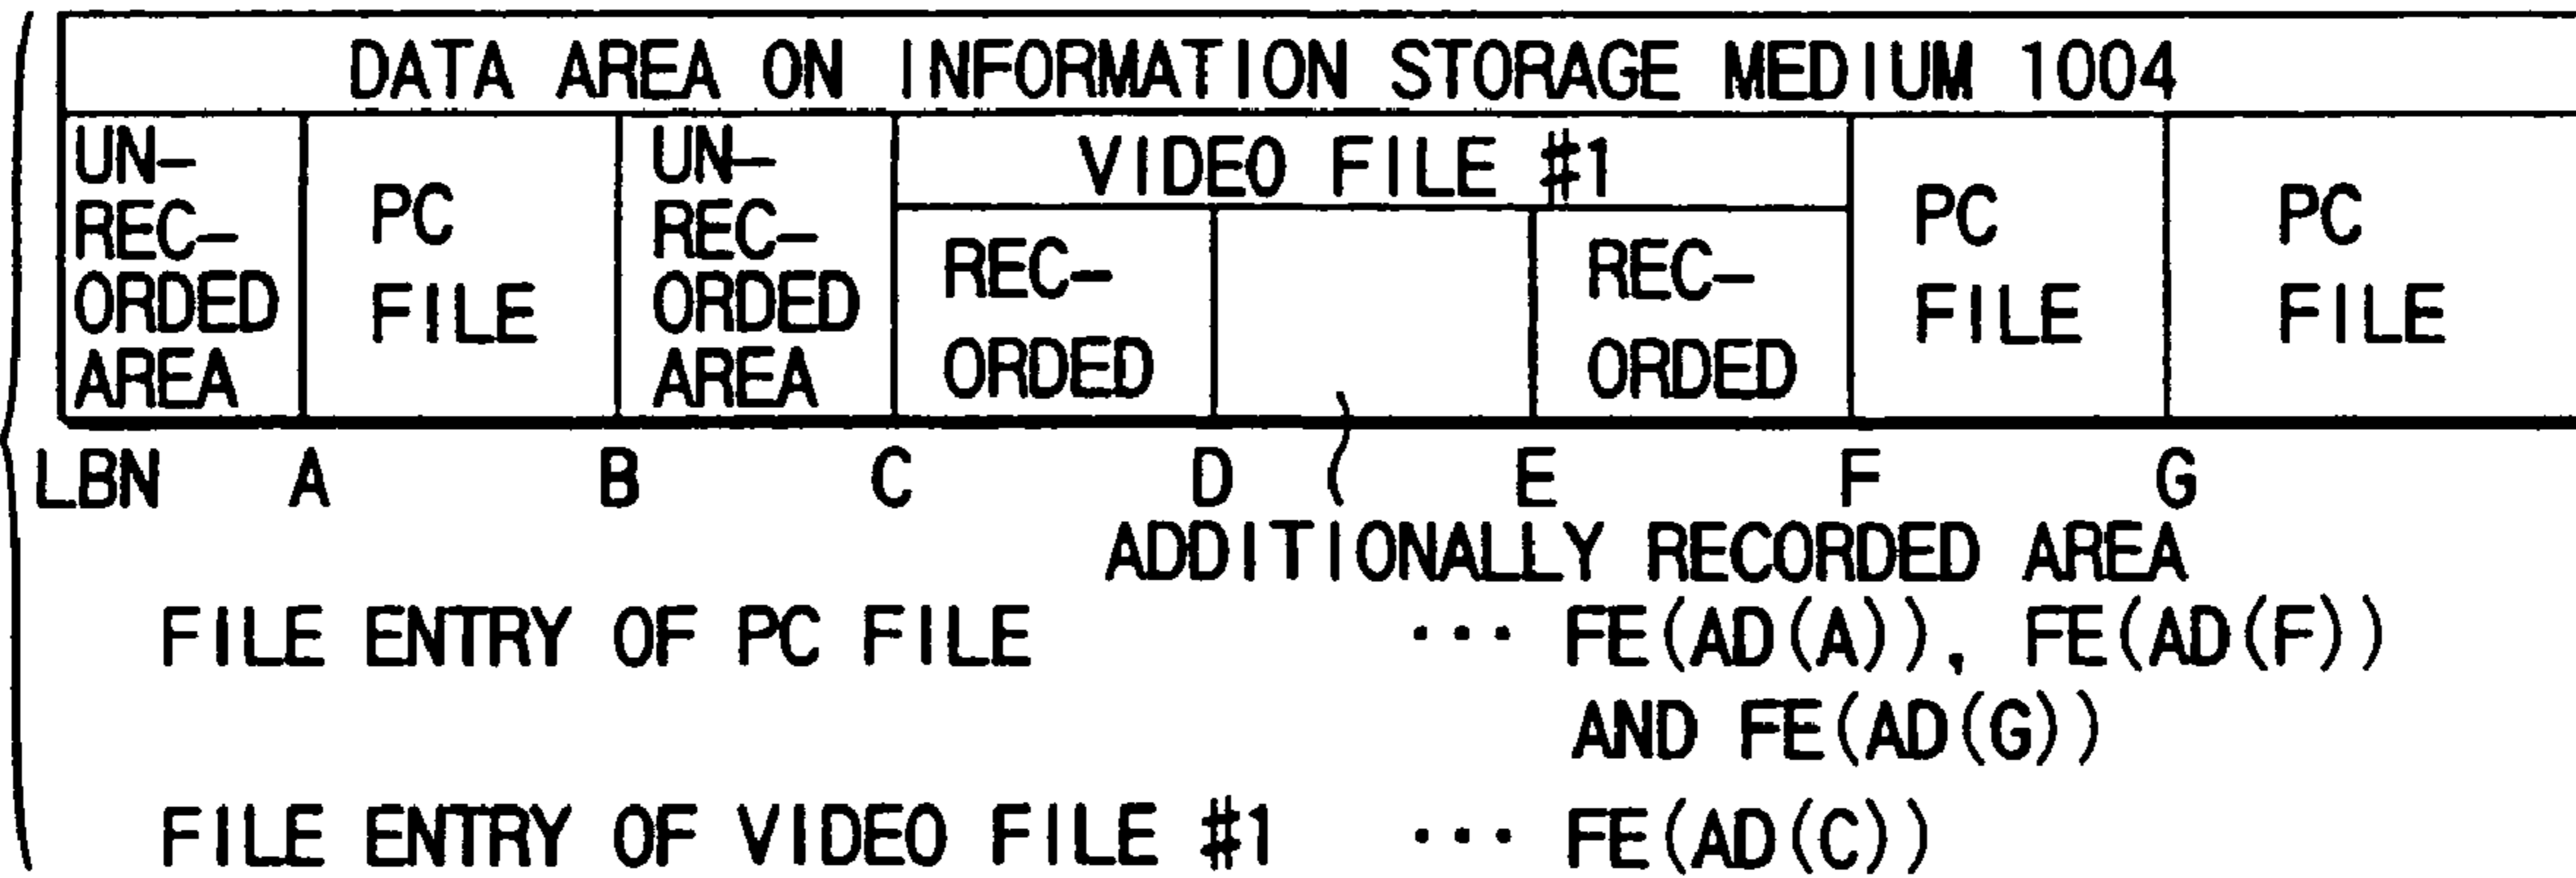 DATA AREA ON INFORMATION STORAGE MEDIUM 1004
UN-
REC-
ORDED
AREA
PC
FILE
UN-
REC-
ORDED
AREA
VIDEO FILE #1
REC-
ORDED
REC-
ORDED
PC
FILE
PC
FILE
LBN A B C D E F G
ADDITIONALLY RECORDED AREA
FILE ENTRY OF PC FILE ··· FE(AD(A)), FE(AD(F))
AND FE(AD(G))
FILE ENTRY OF VIDEO FILE #1 ··· FE(AD(C))